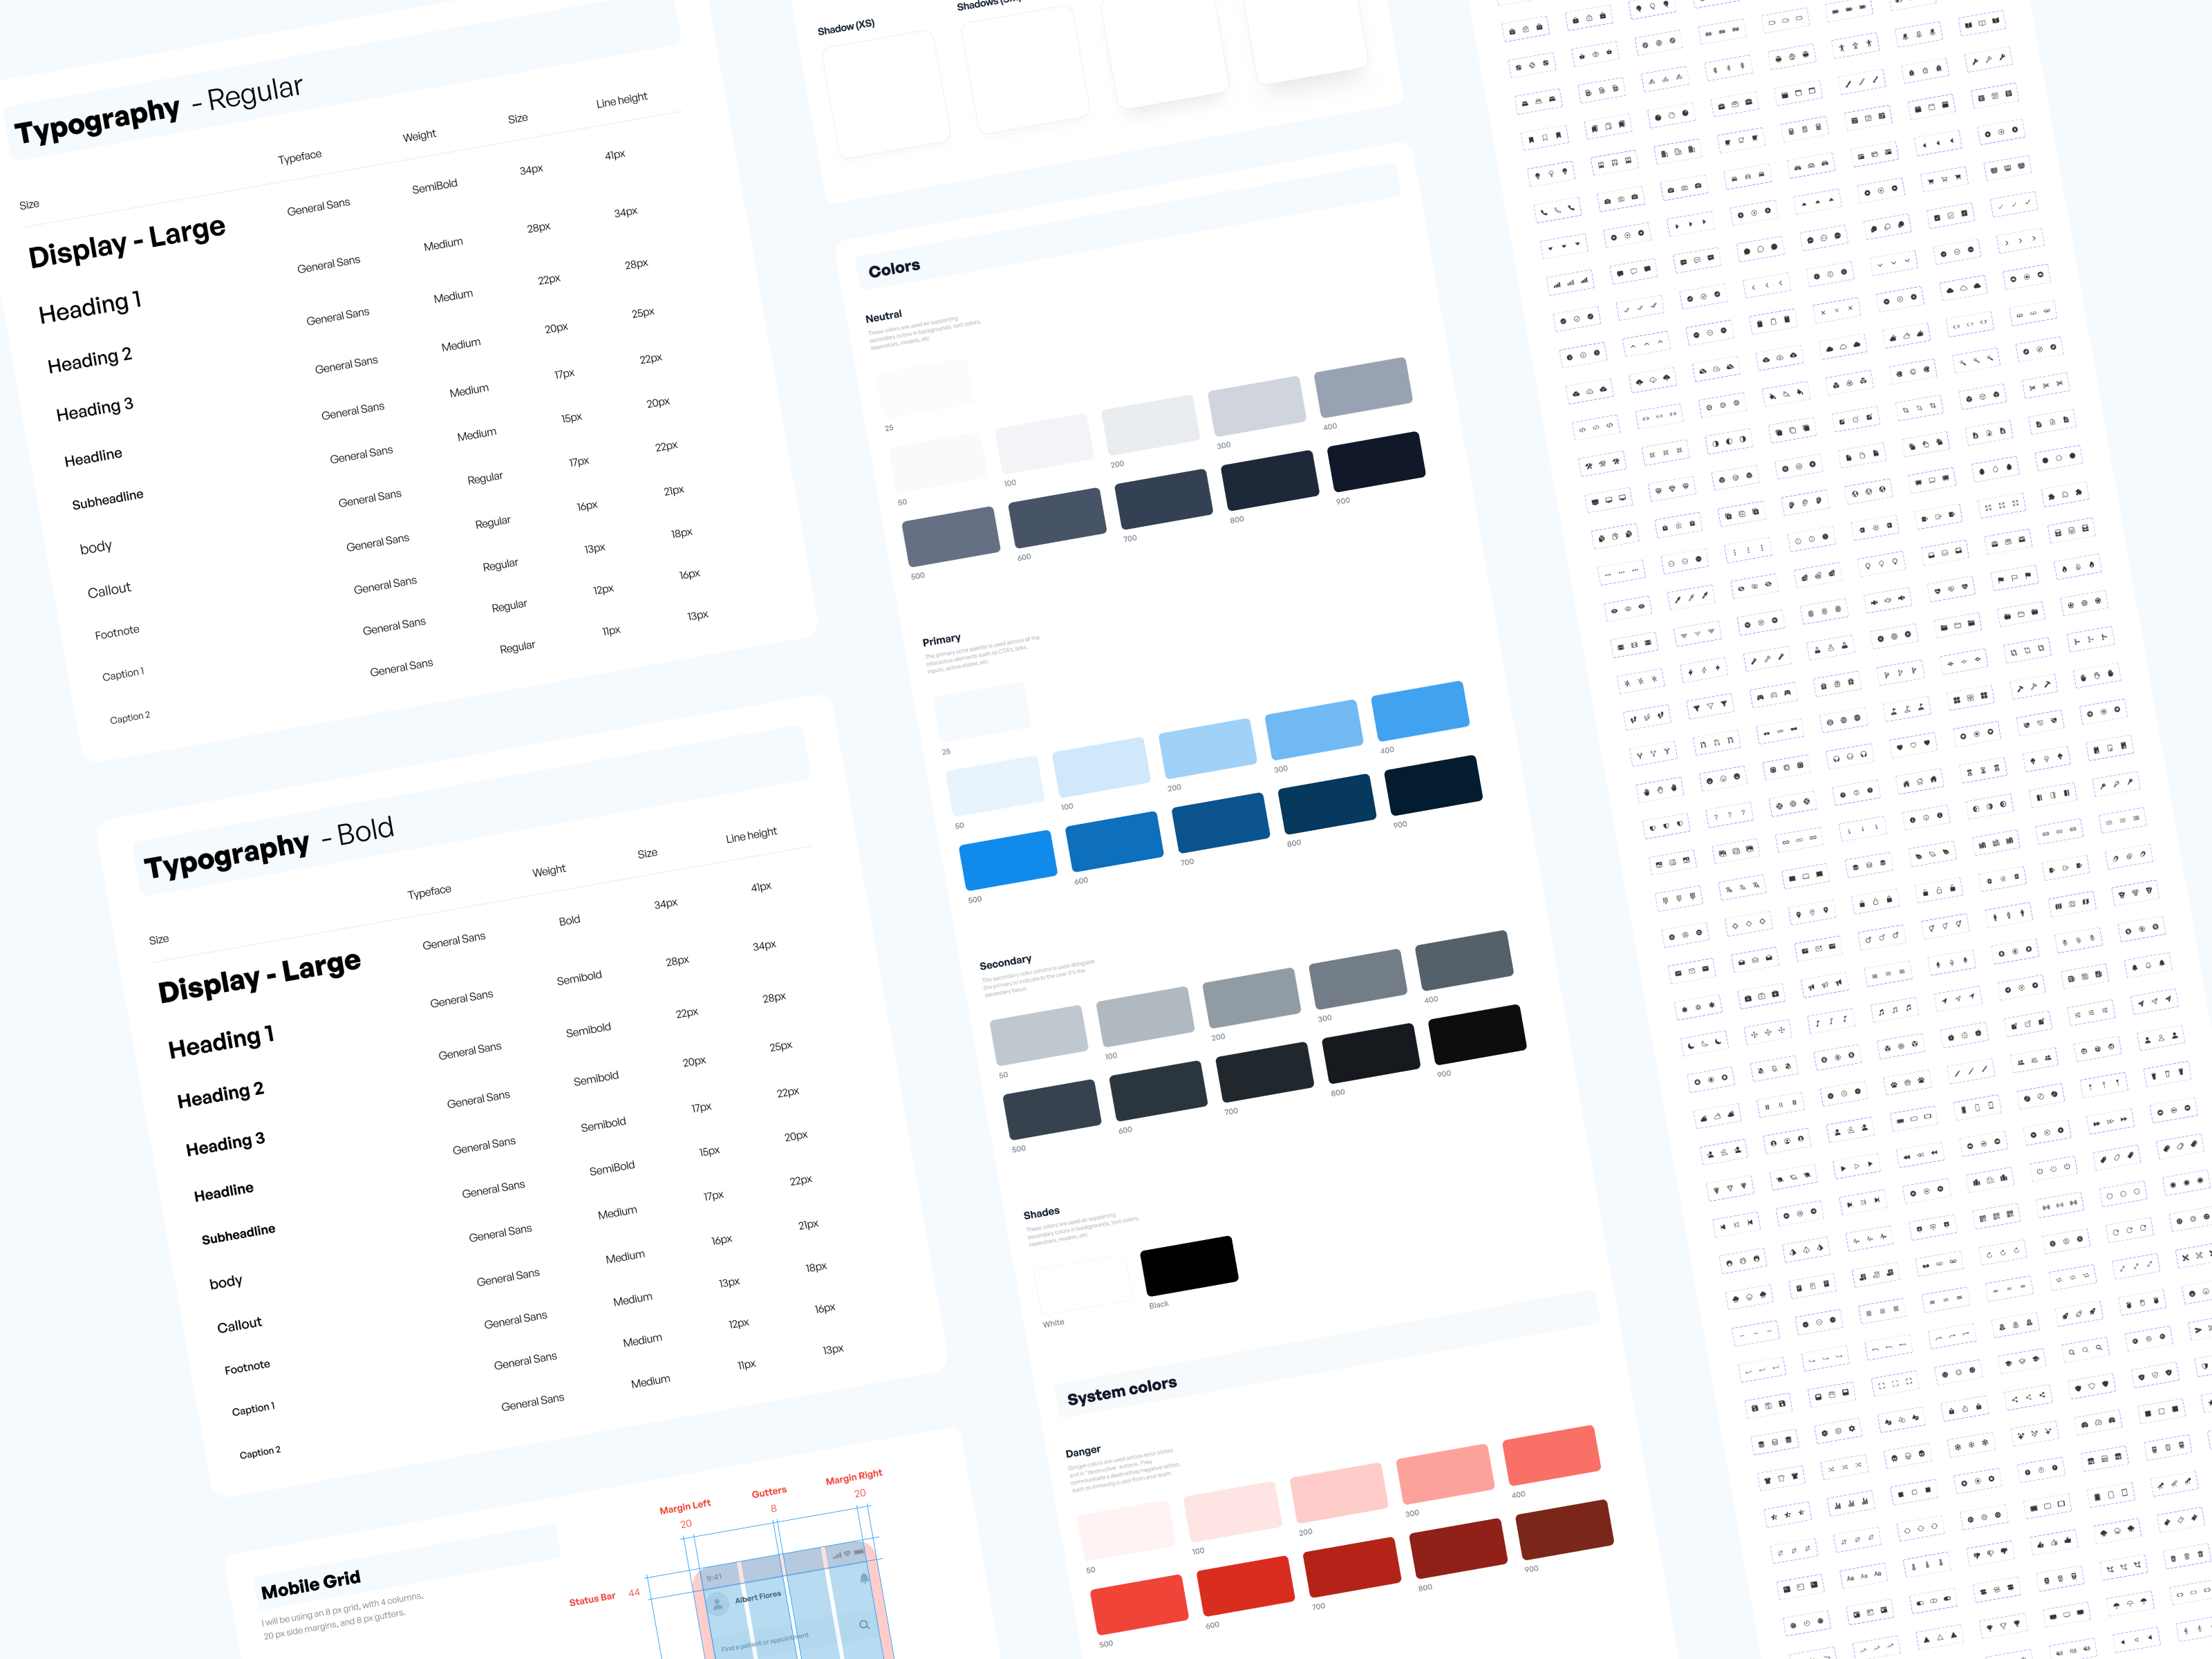 Typography - Regular
Size Typeface Weight Size Line height
Display - Large General Sans SemiBold 34px 41px
Heading 1 General Sans Medium 28px 34px
Heading 2 General Sans Medium 22px 28px
Heading 3 General Sans Medium 20px 25px
Headline General Sans Medium 17px 22px
Subheadline General Sans Medium 15px 20px
body General Sans Regular 17px 22px
Callout General Sans Regular 16px 21px
Footnote General Sans Regular 13px 18px
Caption 1 General Sans Regular 12px 16px
Caption 2 General Sans Regular 11px 13px
Typography - Bold
Size Typeface Weight Size Line height
Display - Large General Sans Bold 34px 41px
Heading 1 General Sans Semibold 28px 34px
Heading 2 General Sans Semibold 22px 28px
Heading 3 General Sans Semibold 20px 25px
Headline General Sans Semibold 17px 22px
Subheadline General Sans SemiBold 15px 20px
body General Sans Medium 17px 22px
Callout General Sans Medium 16px 21px
Footnote General Sans Medium 13px 18px
Caption 1 General Sans Medium 12px 16px
Caption 2 General Sans Medium 11px 13px
Mobile Grid
I will be using an 8 px grid, with 4 columns,
20 px side margins, and 8 px gutters.
Margin Left Gutters Margin Right
20 8 20
Status Bar 44
9:41
Albert Flores
Find a patient or appointment
Shadow (XS)
Colors
Neutral
These colors are used as supporting
secondary colors in backgrounds, text colors,
seperators, models, etc
25
50 100 200 300 400
500 600 700 800 900
Primary
The primary color palette is used across all the
interactive elements such as CTA's, links,
inputs, active states, etc
25
50 100 200 300 400
500 600 700 800 900
Secondary
The secondary color palette is used alongside
the primary to indicate to the user it's the
secondary focus.
50 100 200 300 400
500 600 700 800 900
Shades
These colors are used as supporting
secondary colors in backgrounds, text colors,
seperators, models, etc
White Black
System colors
Danger
Danger colors are used across error states
and in "destructive" actions. They
communicate a destructive/negative action,
such as removing a user from your team.
50 100 200 300 400
500 600 700 800 900
Aa Aa Aa